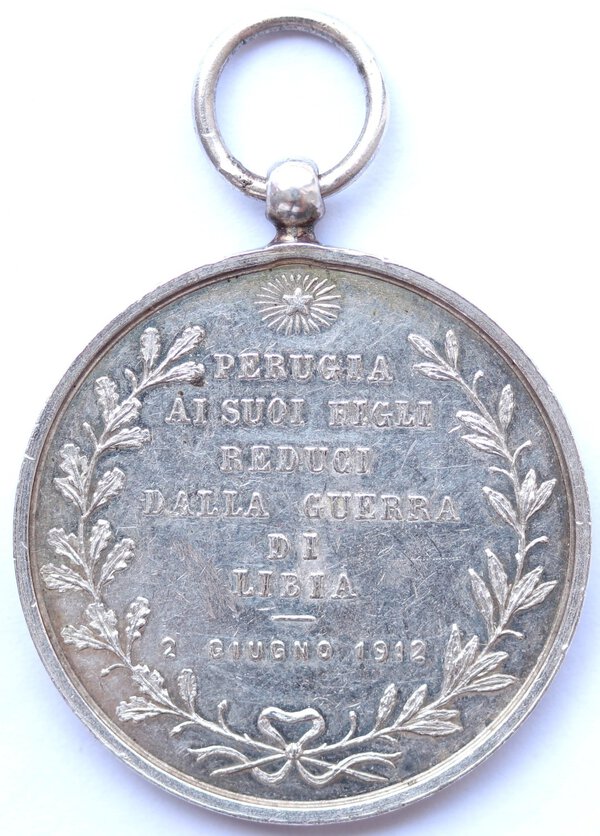 PERUGIA
AI SUOI FIGLI
REDUCI
DALLA GUERRA
DI
LIBIA
2 GIUGNO 1912